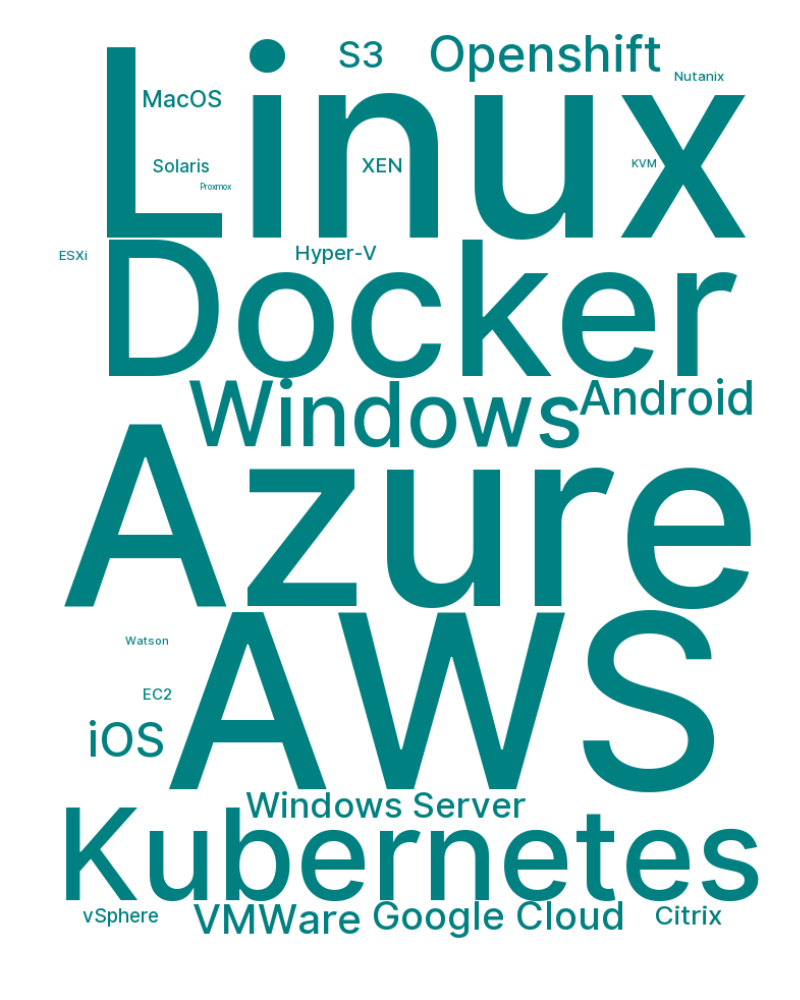 S3
Openshift
Nutanix
MacOS
Linux
Solaris
XEN
KVM
Proxmox
ESXi
Hyper-V
Docker
Windows
Android
Azure
AWS
Watson
EC2
iOS
Windows Server
Kubernetes
vSphere
VMWare
Google Cloud
Citrix